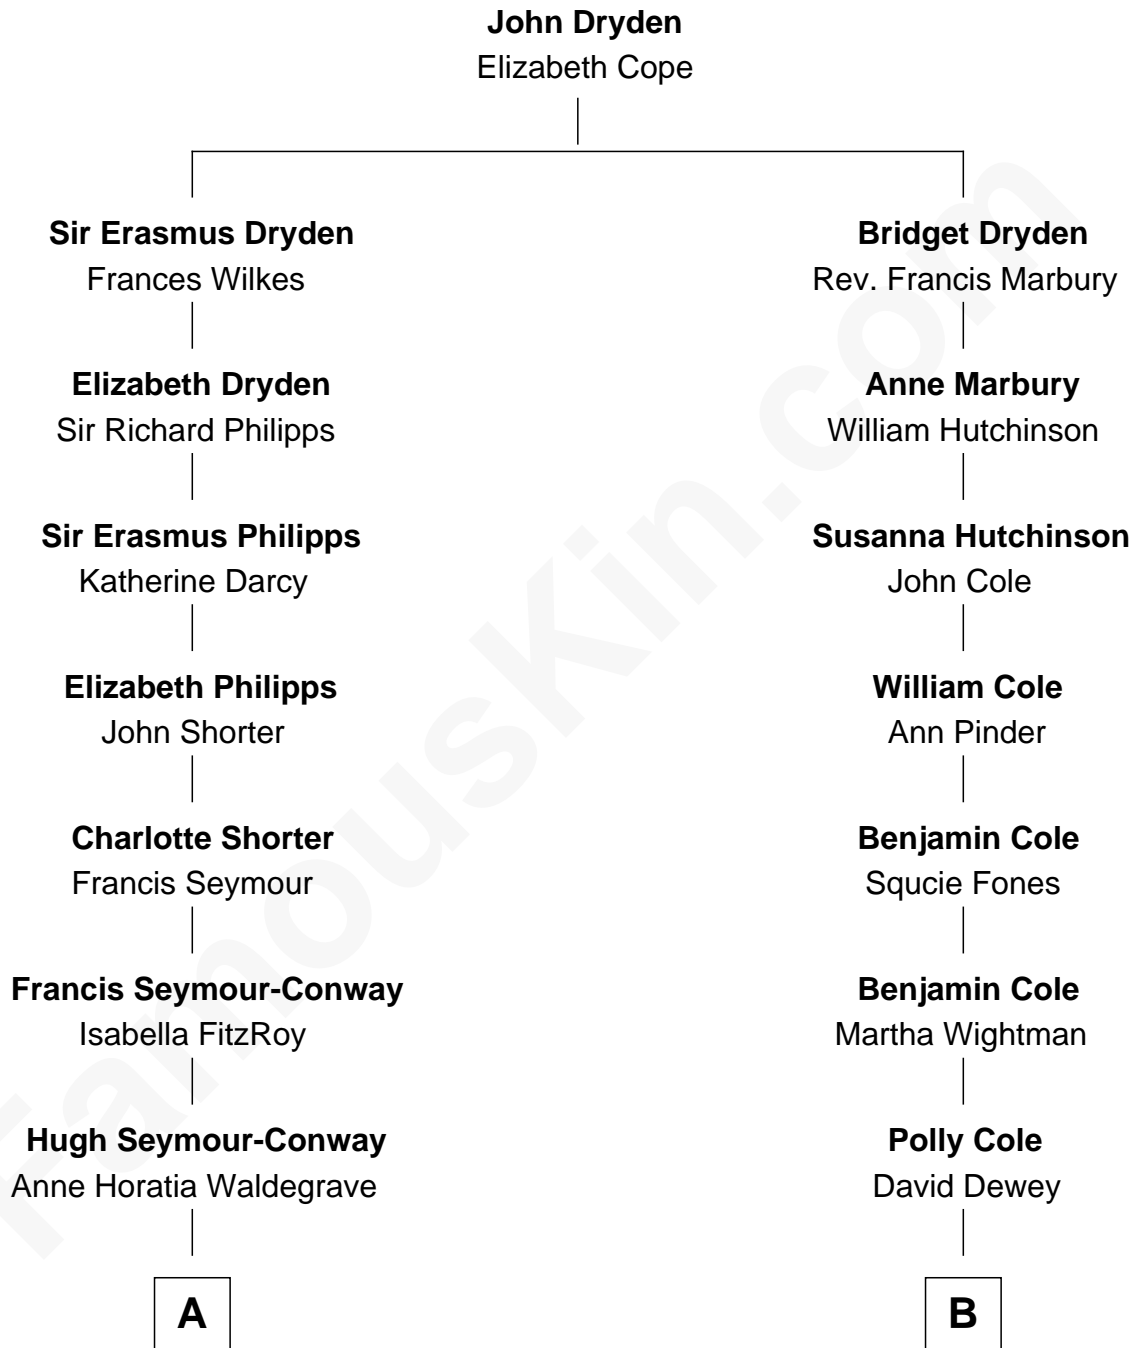 John Dryden
Elizabeth Cope
Sir Erasmus Dryden
Frances Wilkes
Bridget Dryden
Rev. Francis Marbury
Elizabeth Dryden
Sir Richard Philipps
Anne Marbury
William Hutchinson
Sir Erasmus Philipps
Katherine Darcy
Susanna Hutchinson
John Cole
Elizabeth Philipps
John Shorter
William Cole
Ann Pinder
Charlotte Shorter
Francis Seymour
Benjamin Cole
Squcie Fones
Francis Seymour-Conway
Isabella FitzRoy
Benjamin Cole
Martha Wightman
Hugh Seymour-Conway
Anne Horatia Waldegrave
Polly Cole
David Dewey
A
B
FamousKin.com